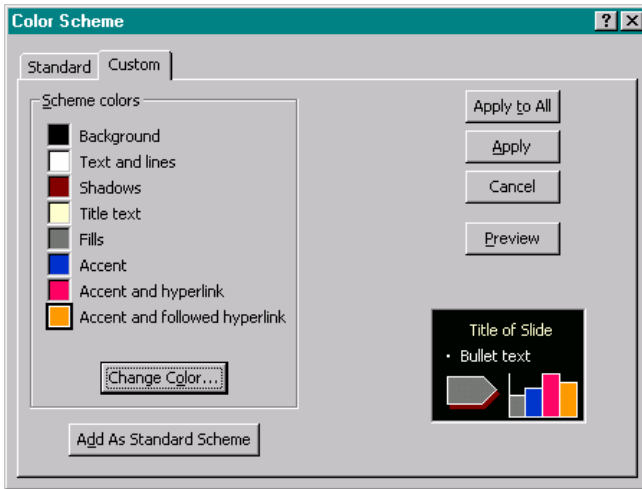 Color Scheme
Standard
Custom
Scheme colors
Background
Text and lines
Shadows
Title text
Fills
Accent
Accent and hyperlink
Accent and followed hyperlink
Change Color...
Add As Standard Scheme
Apply to All
Apply
Cancel
Preview
Title of Slide
• Bullet text